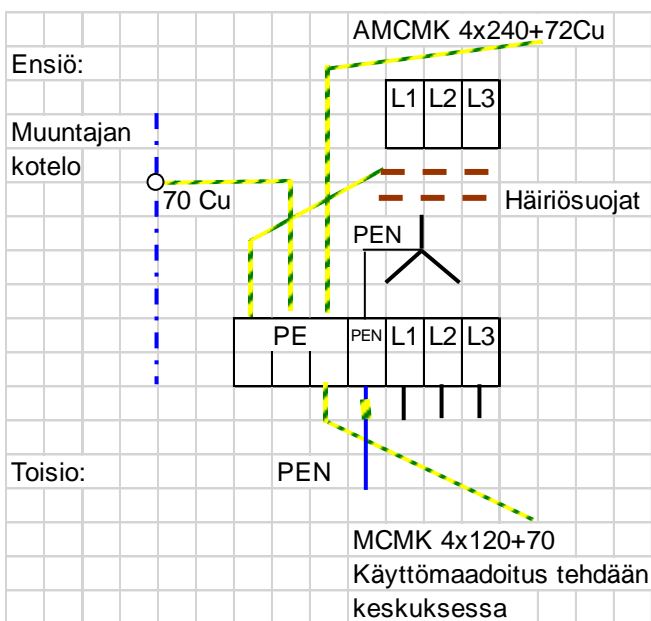 AMCMK 4x240+72Cu
Ensiö:
L1 L2 L3
Muuntajan
kotelo
70 Cu
Häiriösuojat
PEN
PE PEN L1 L2 L3
Toisio:
PEN
MCMK 4x120+70
Käyttömaadoitus tehdään
keskuksessa